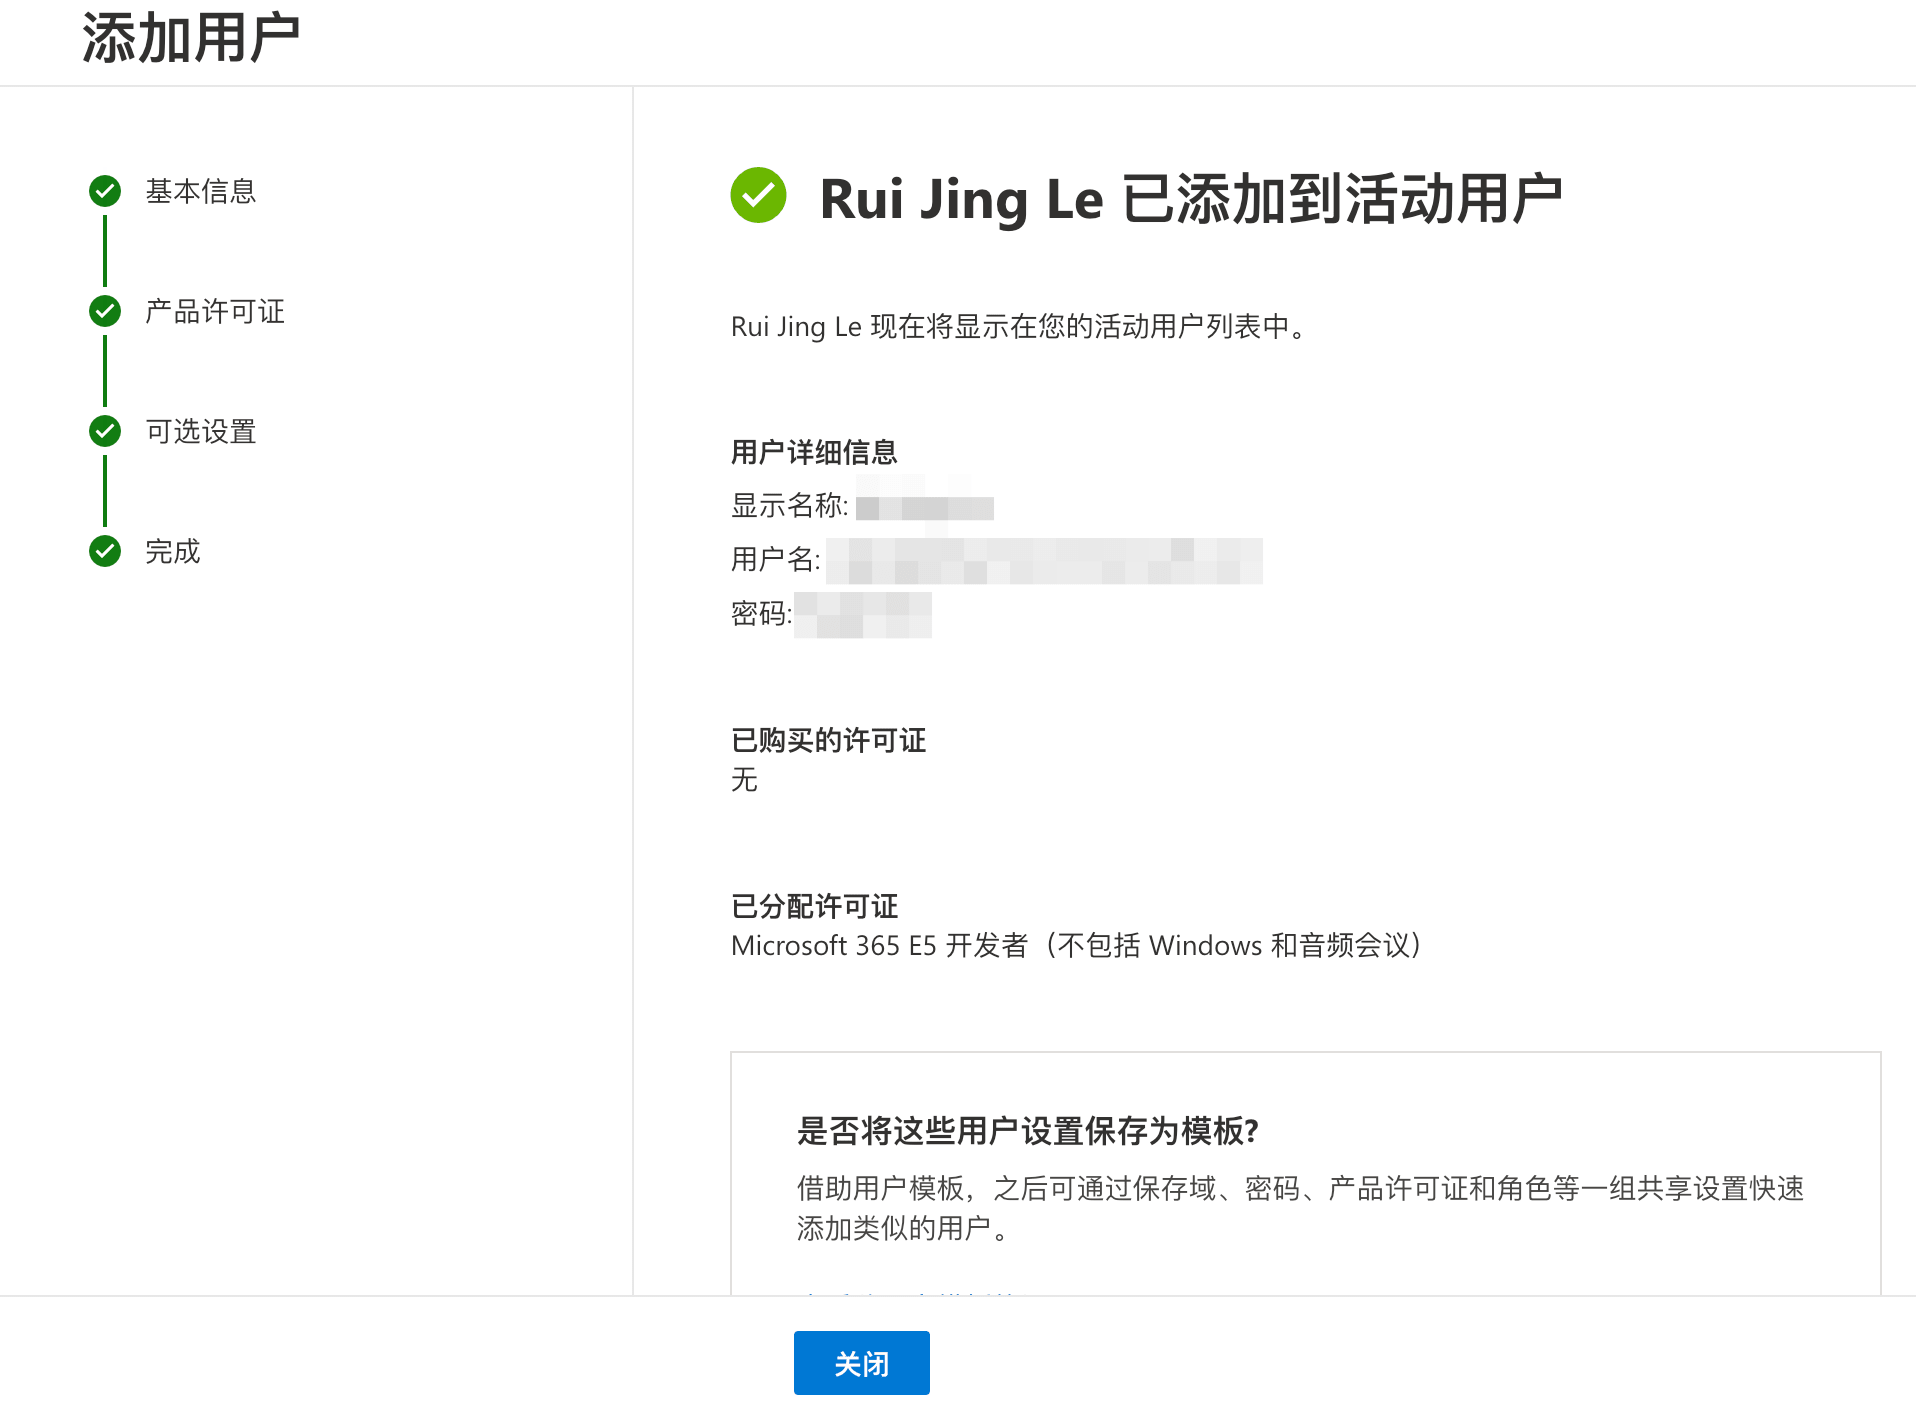 添加用户
基本信息
产品许可证
可选设置
完成
Rui Jing Le 已添加到活动用户
Rui Jing Le 现在将显示在您的活动用户列表中。
用户详细信息
显示名称:
用户名:
密码:
已购买的许可证
无
已分配许可证
Microsoft 365 E5 开发者（不包括 Windows 和音频会议）
是否将这些用户设置保存为模板?
借助用户模板，之后可通过保存域、密码、产品许可证和角色等一组共享设置快速
添加类似的用户。
关闭